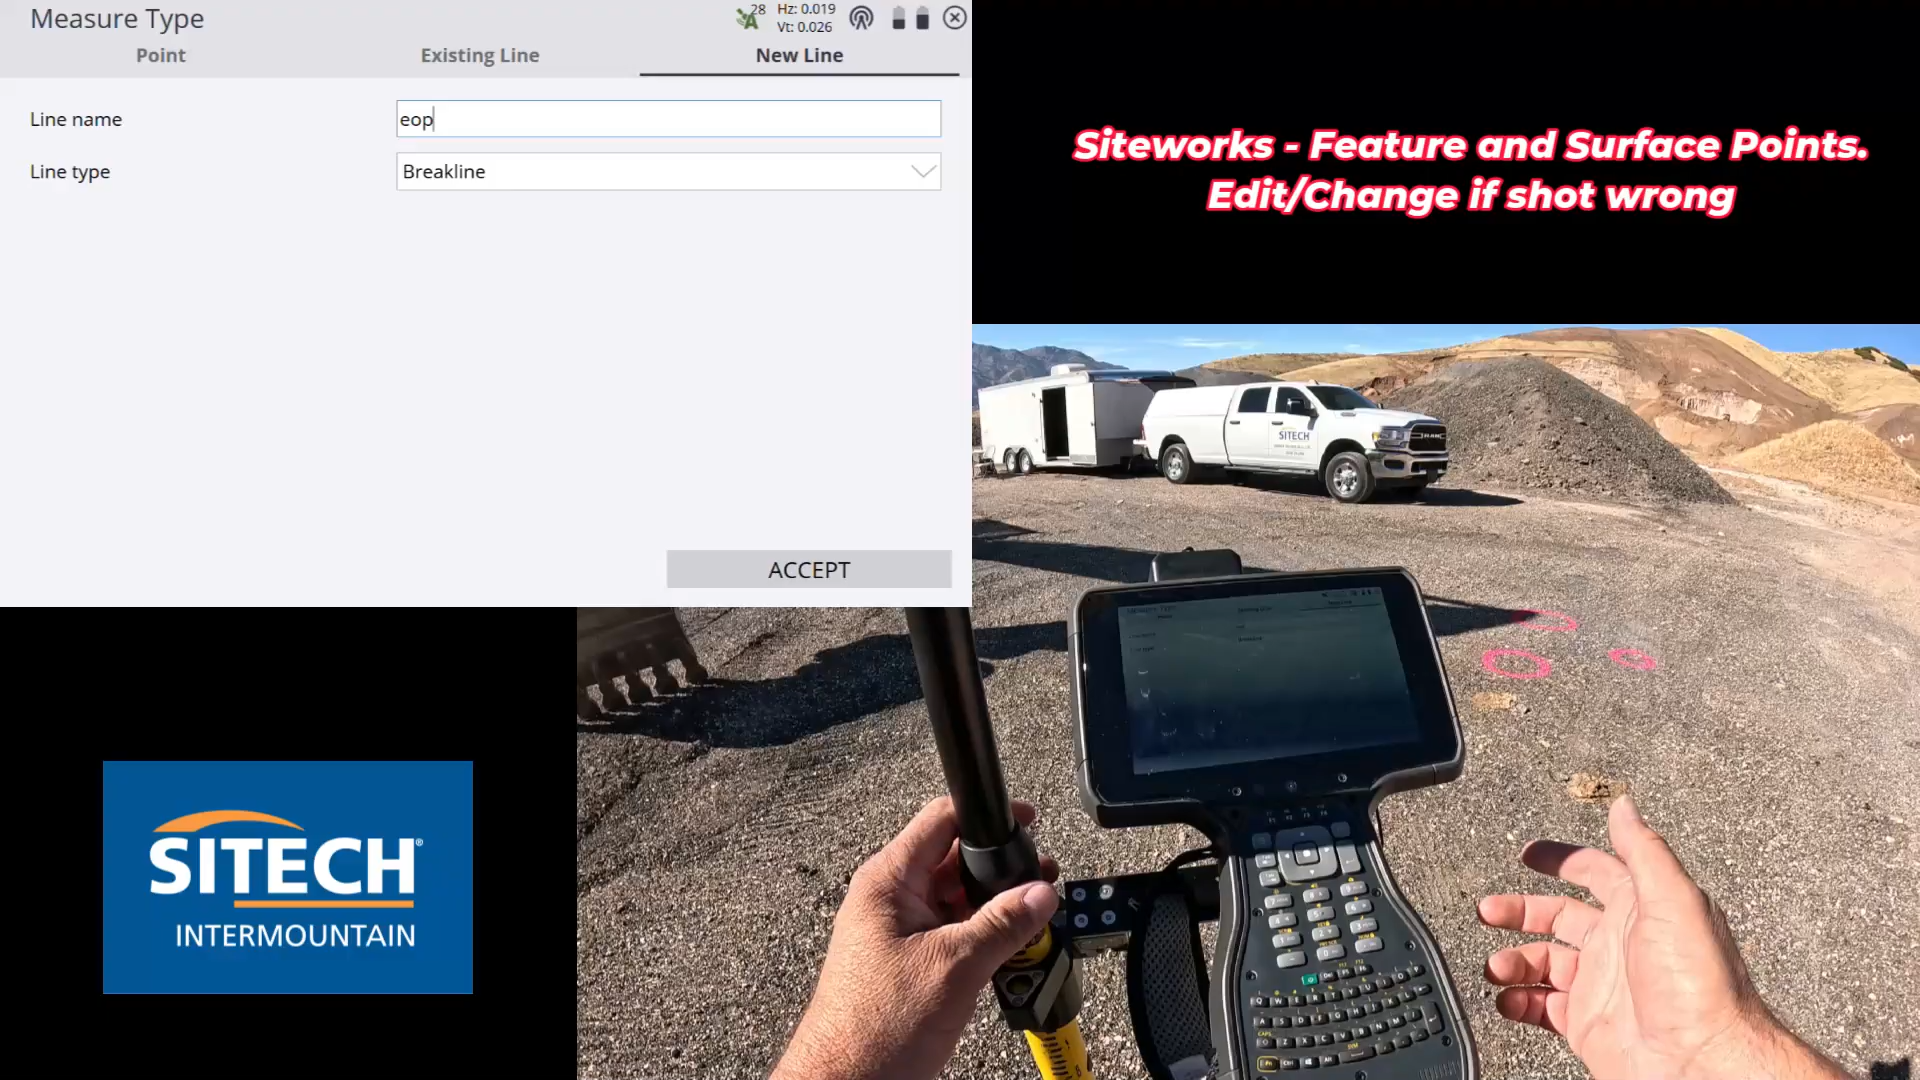 Measure Type
28
Hz: 0.019
Vt: 0.026
Point
Existing Line
New Line
Line name
eop
Line type
Breakline
ACCEPT
Siteworks - Feature and Surface Points.
Edit/Change if shot wrong
SITECH
RAM
SITECH®
INTERMOUNTAIN